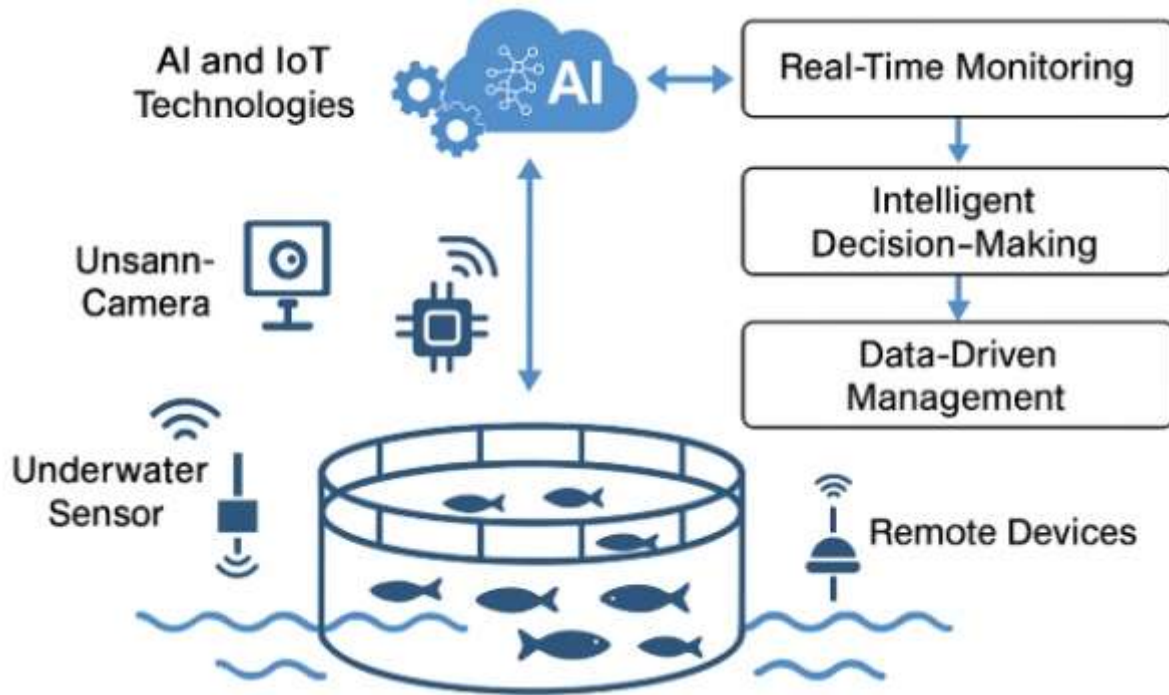 AI and IoT
Technologies
AI
Real-Time Monitoring
Intelligent
Decision-Making
Data-Driven
Management
Unsann-
Camera
Underwater
Sensor
Remote Devices